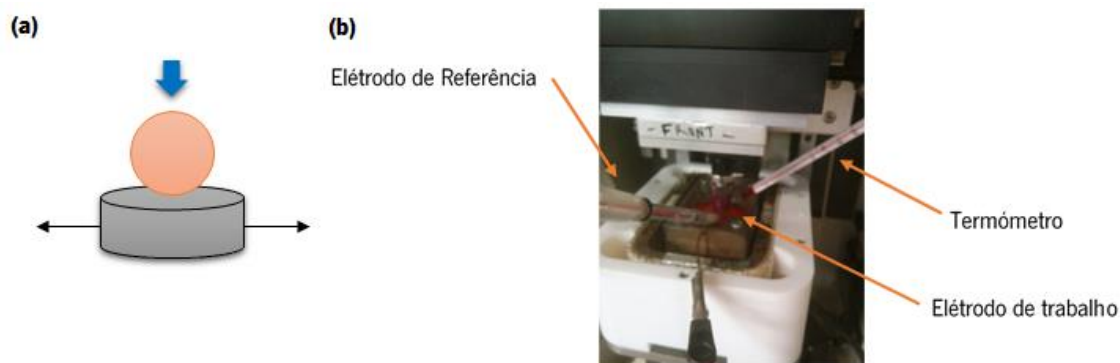 (a)
(b)
Elétrodo de Referência
- FRONT -
Termómetro
Elétrodo de trabalho